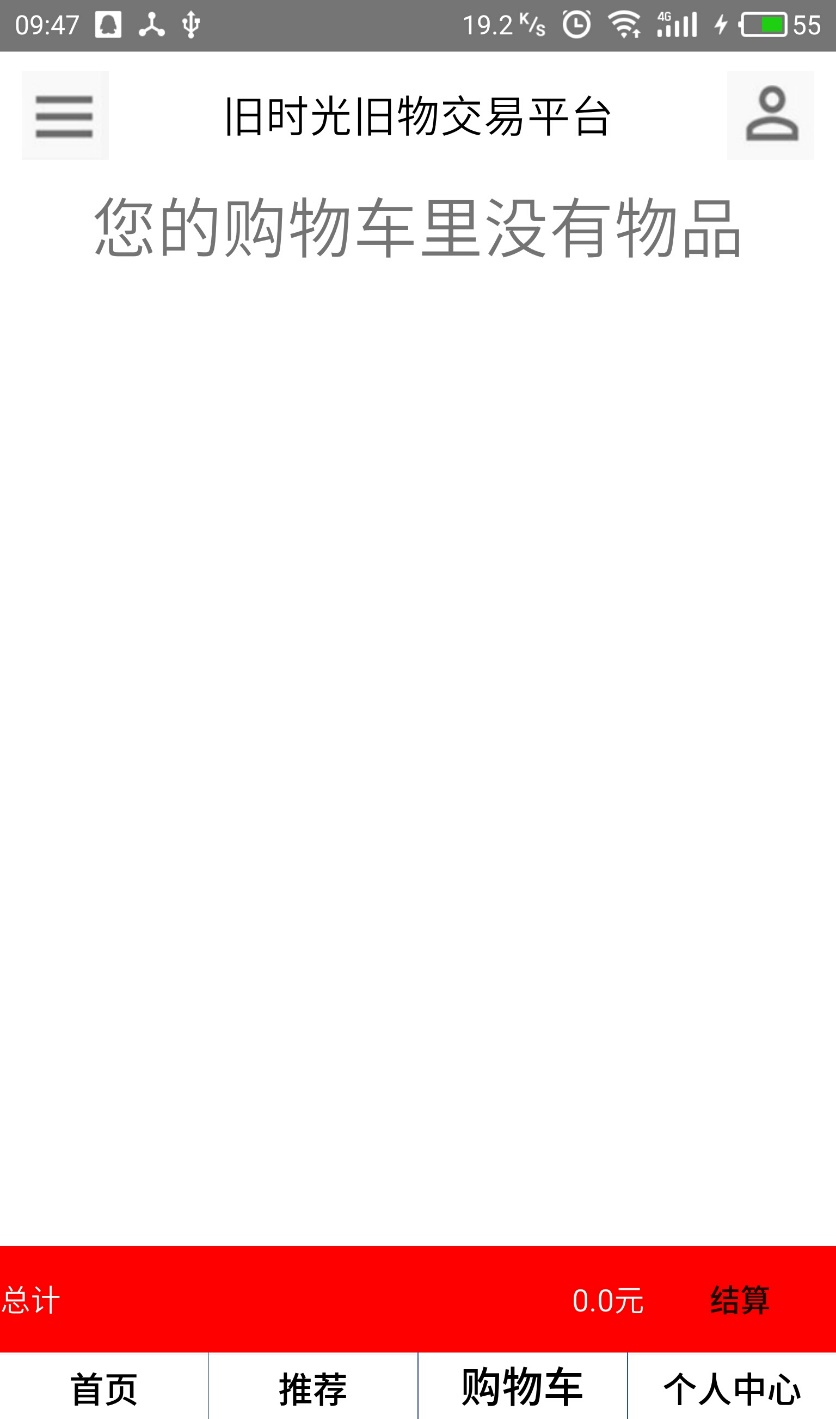 09:47 19.2 K/s 4G 55
旧时光旧物交易平台
您的购物车里没有物品
总计 0.0元 结算
首页 推荐 购物车 个人中心